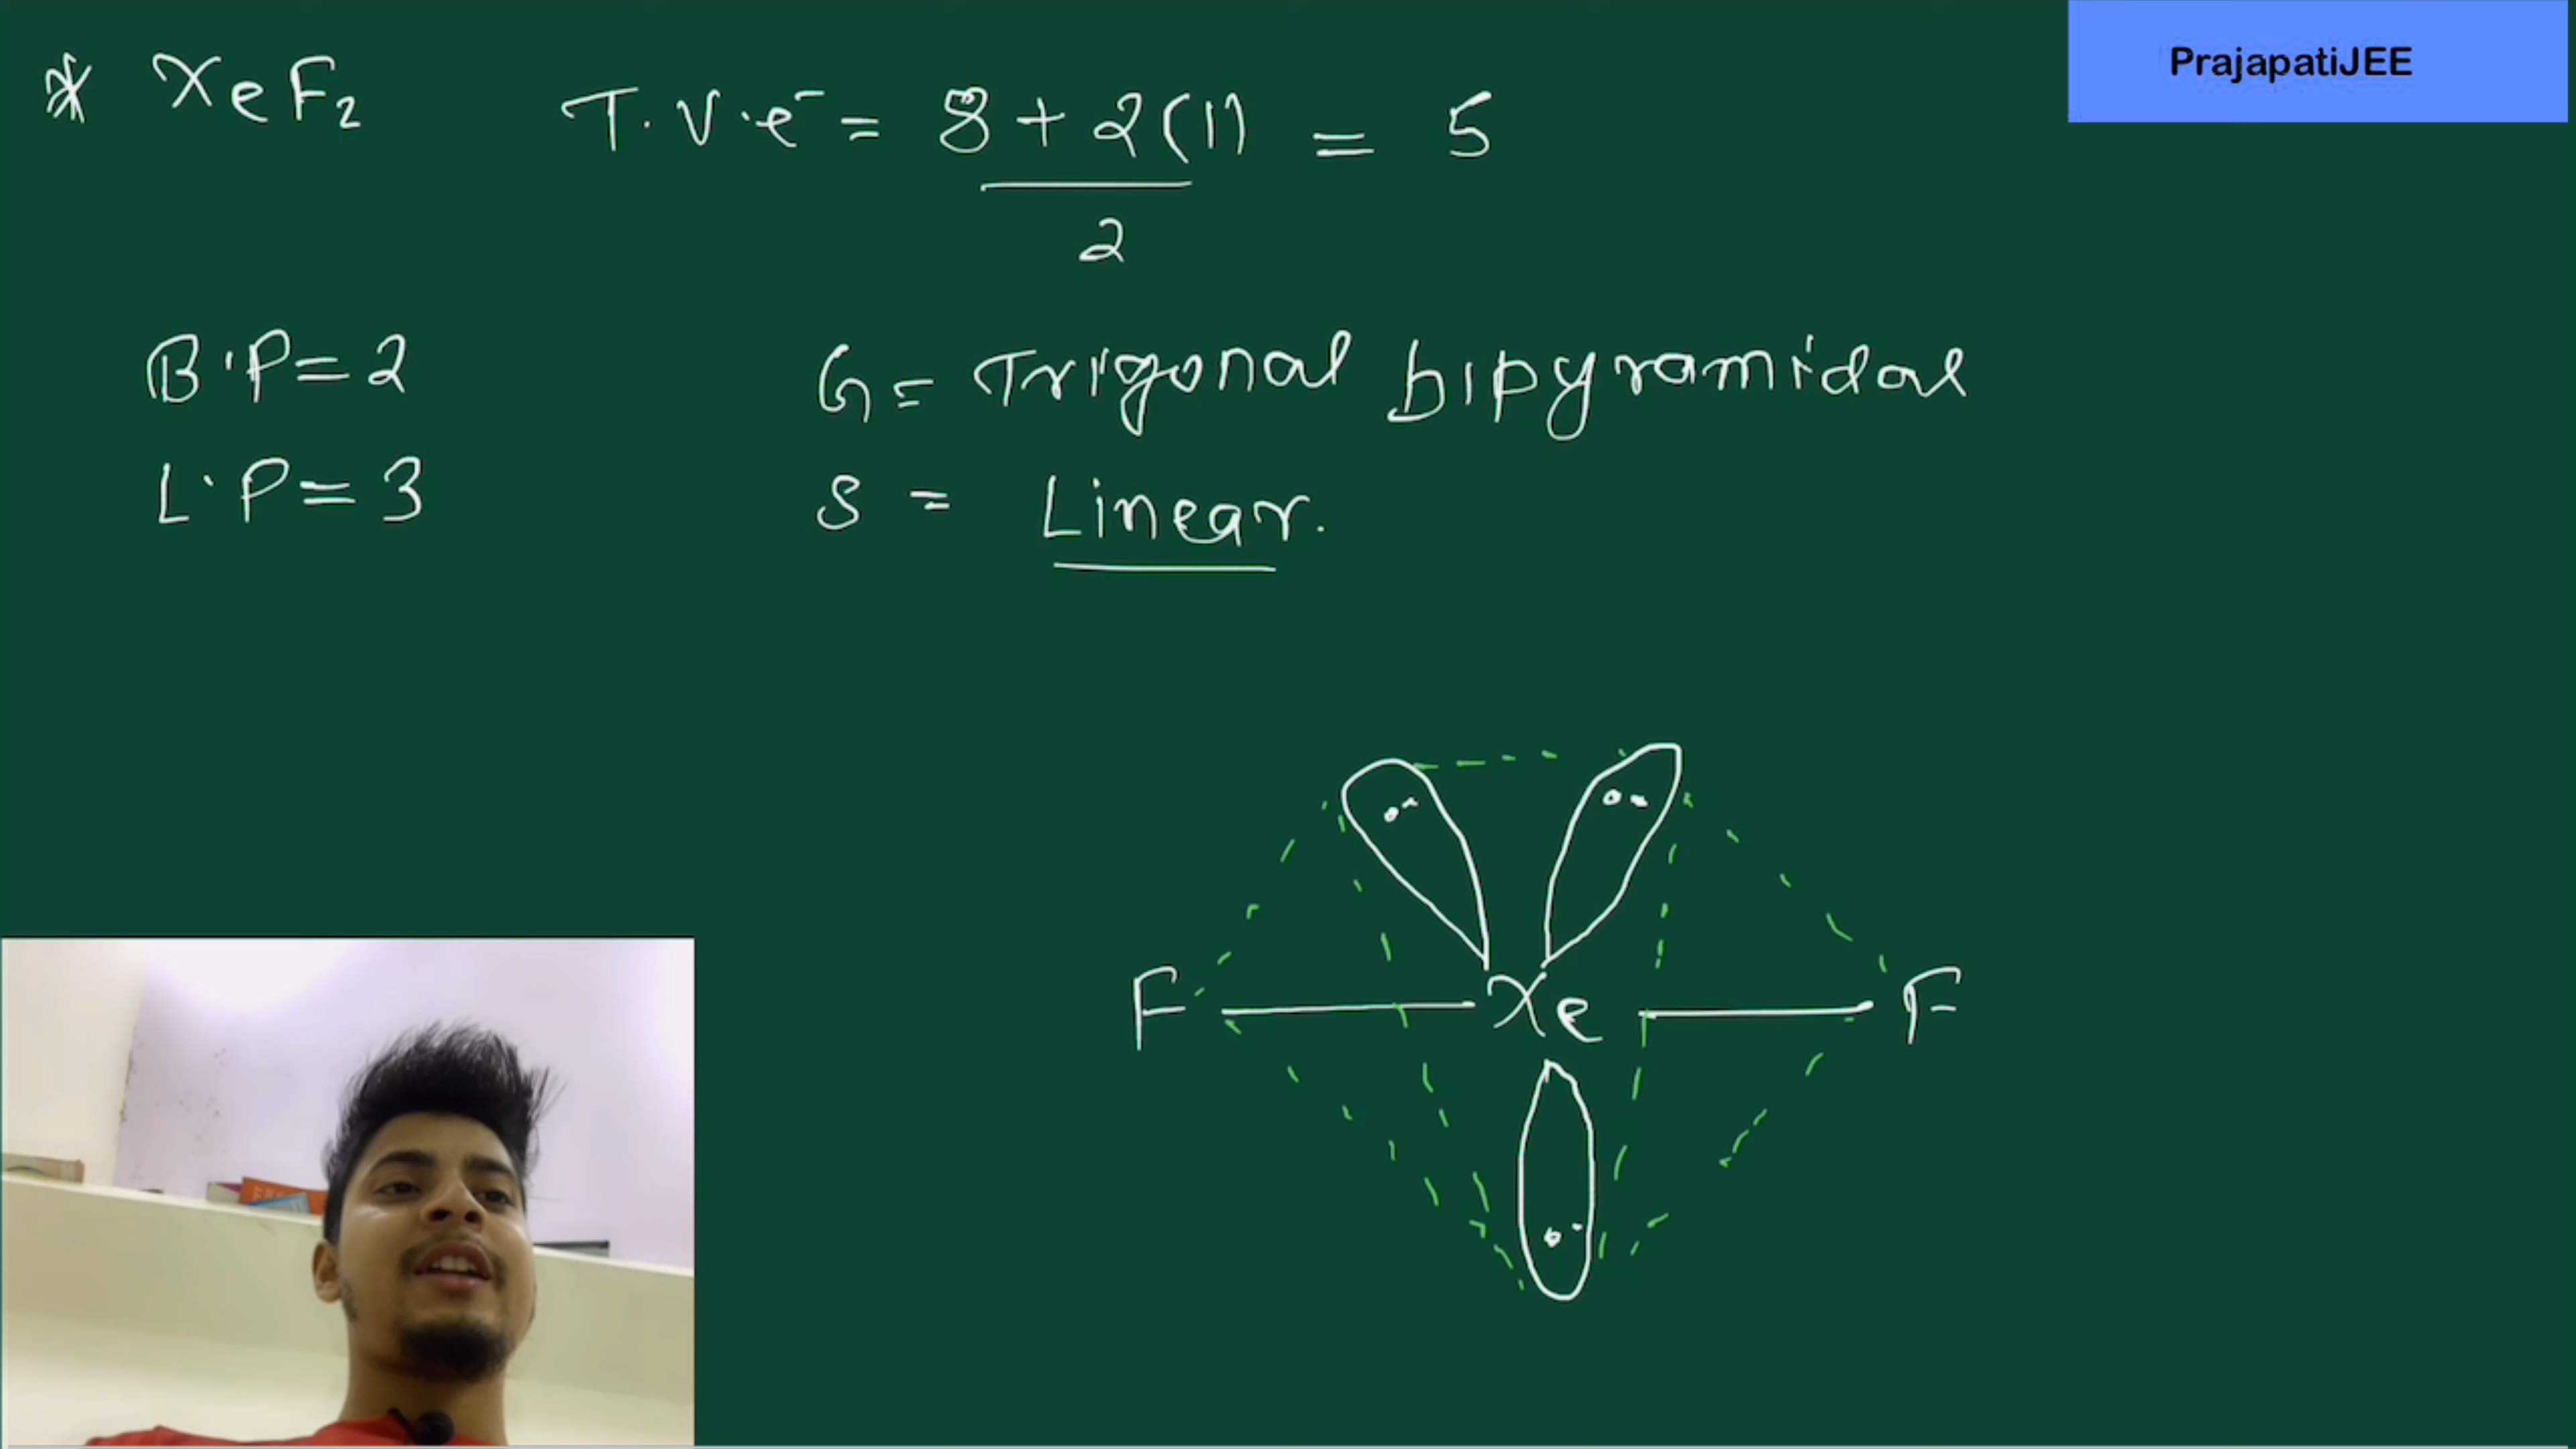 PrajapatiJEE
* XeF₂
T.V.e⁻ = 8 + 2(1) / 2 = 5
B.P = 2
G = Trigonal bipyramidal
L.P = 3
S = Linear.
F Xe F